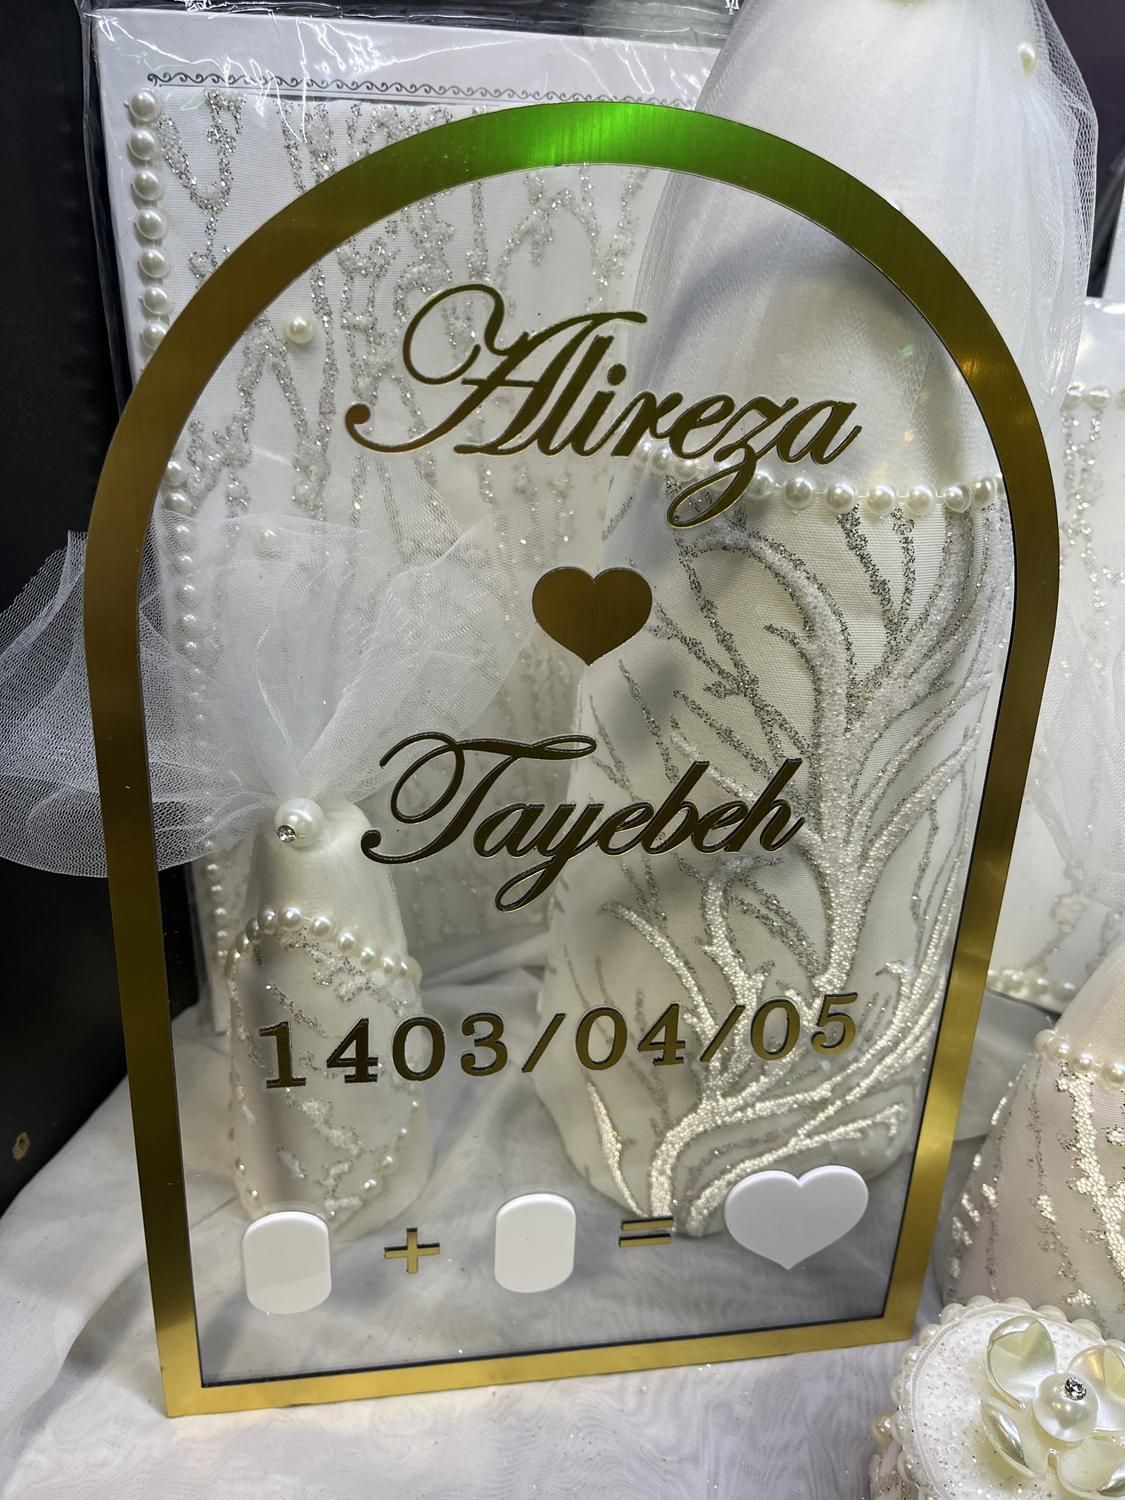 Alireza
Tayebeh
1403/04/05
+ =